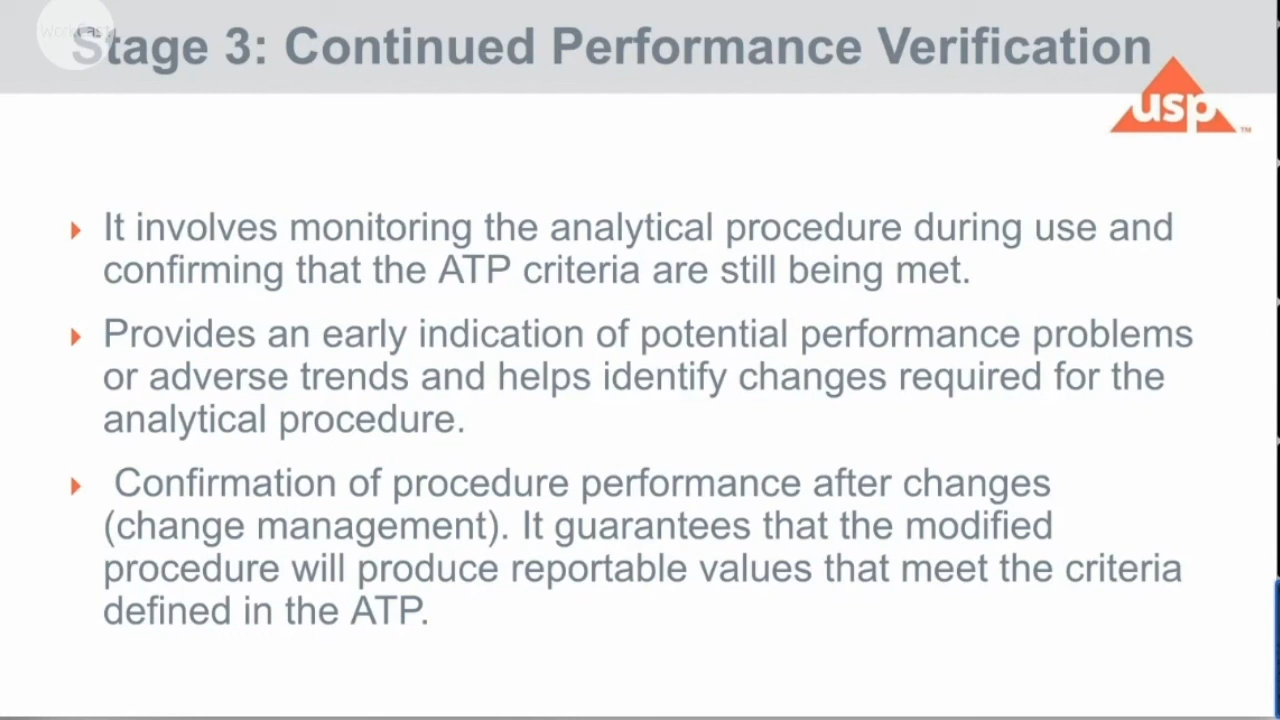 Stage 3: Continued Performance Verification
workcast
usp
TM
It involves monitoring the analytical procedure during use and
confirming that the ATP criteria are still being met.
Provides an early indication of potential performance problems
or adverse trends and helps identify changes required for the
analytical procedure.
Confirmation of procedure performance after changes
(change management). It guarantees that the modified
procedure will produce reportable values that meet the criteria
defined in the ATP.